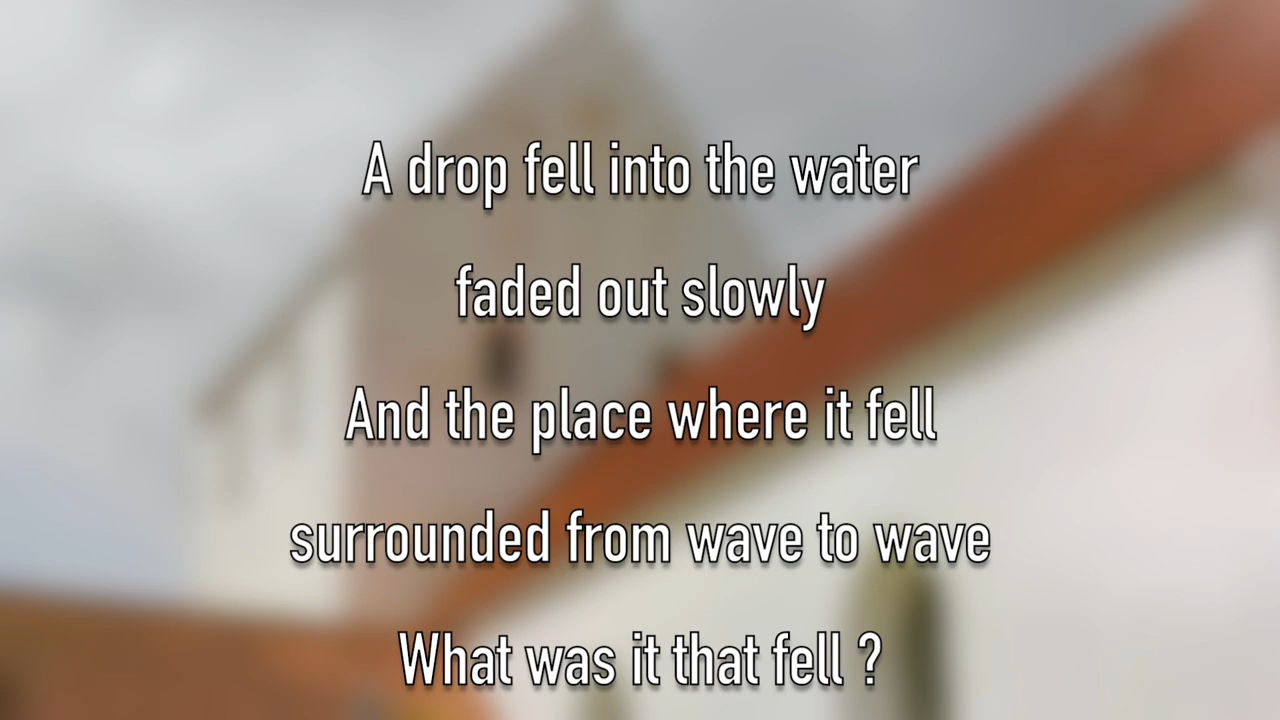 A drop fell into the water
faded out slowly
And the place where it fell
surrounded from wave to wave
What was it that fell ?